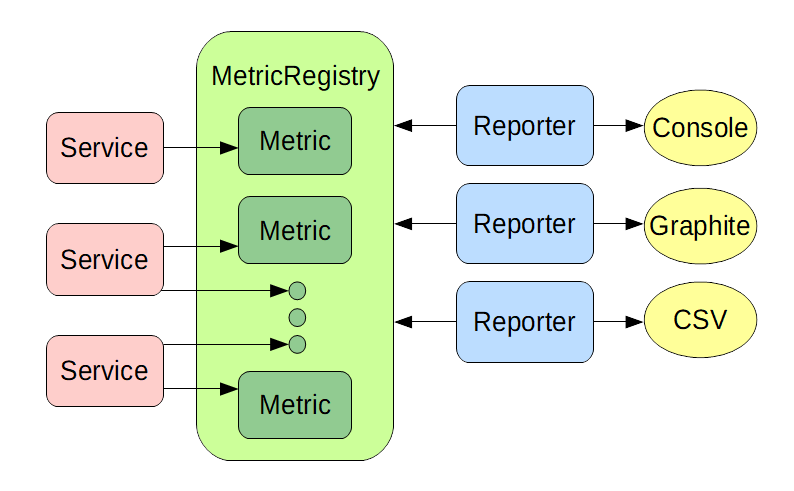 MetricRegistry
Service
Metric
Reporter
Console
Service
Metric
Reporter
Graphite
Service
Metric
Reporter
CSV